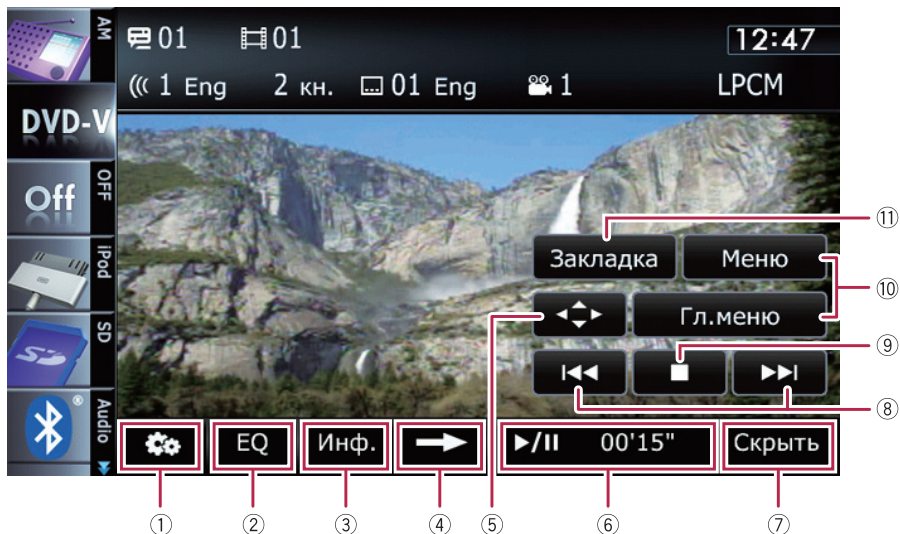 AM
01 01 12:47
1 Eng 2 кн. 01 Eng 1 LPCM
DVD-V
Off OFF
iPod
SD
Audio
Закладка Меню
Гл.меню
EQ Инф. 00'15" Скрыть
⑪
⑩
⑨
⑧
① ② ③ ④ ⑤ ⑥ ⑦